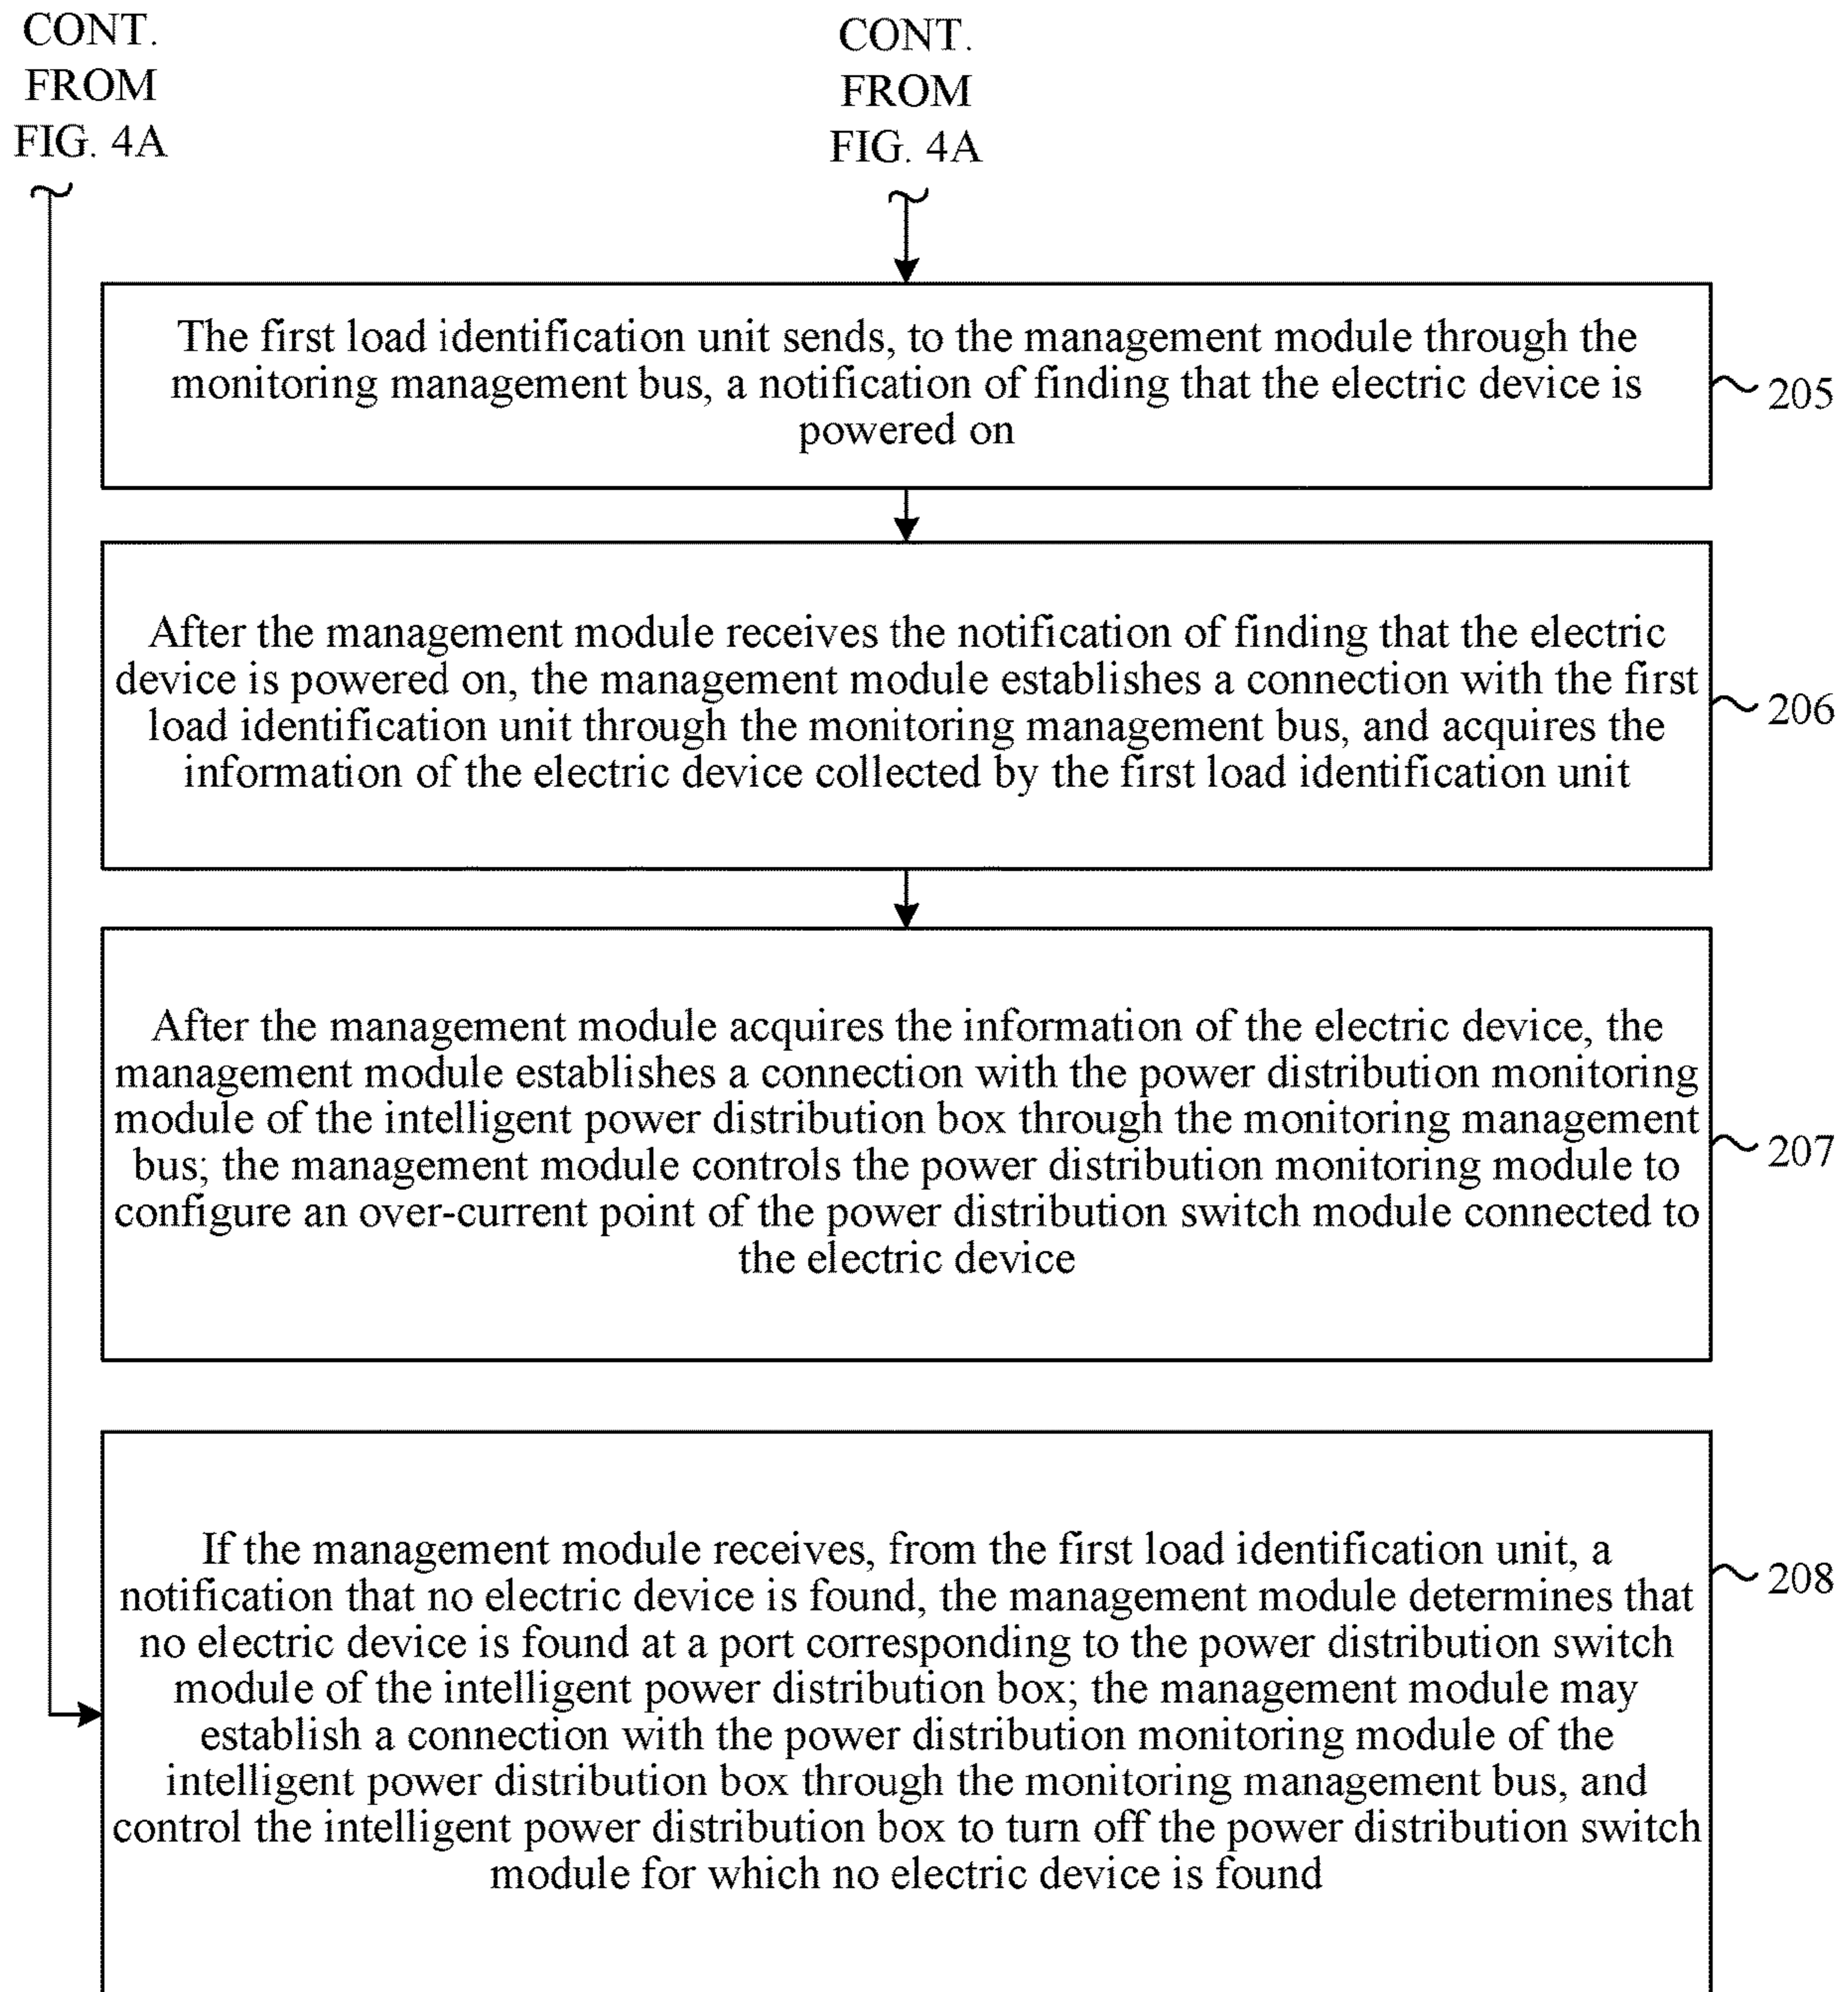 CONT.
FROM
FIG. 4A
CONT.
FROM
FIG. 4A
The first load identification unit sends, to the management module through the
monitoring management bus, a notification of finding that the electric device is
powered on
205
After the management module receives the notification of finding that the electric
device is powered on, the management module establishes a connection with the first
load identification unit through the monitoring management bus, and acquires the
information of the electric device collected by the first load identification unit
206
After the management module acquires the information of the electric device, the
management module establishes a connection with the power distribution monitoring
module of the intelligent power distribution box through the monitoring management
bus; the management module controls the power distribution monitoring module to
configure an over-current point of the power distribution switch module connected to
the electric device
207
If the management module receives, from the first load identification unit, a
notification that no electric device is found, the management module determines that
no electric device is found at a port corresponding to the power distribution switch
module of the intelligent power distribution box; the management module may
establish a connection with the power distribution monitoring module of the
intelligent power distribution box through the monitoring management bus, and
control the intelligent power distribution box to turn off the power distribution switch
module for which no electric device is found
208